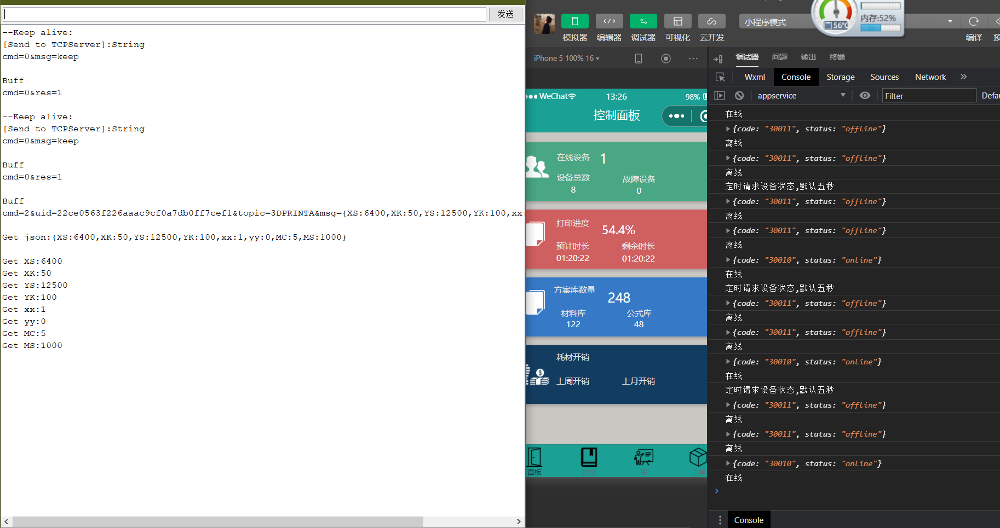 发送
--Keep alive:
[Send to TCPServer]:String
cmd=0&msg=keep
Buff
cmd=0&res=1
--Keep alive:
[Send to TCPServer]:String
cmd=0&msg=keep
Buff
cmd=0&res=1
Buff
cmd=2&uid=22ce0563f226aaac9cf0a7db0ff7cef1&topic=3DPRINTA&msg={XS:6400,XK:50,YS:12500,YK:100,xx:
Get json:{XS:6400,XK:50,YS:12500,YK:100,xx:1,yy:0,MC:5,MS:1000}
Get XS:6400
Get XK:50
Get YS:12500
Get YK:100
Get xx:1
Get yy:0
Get MC:5
Get MS:1000
模拟器 编辑器 调试器 可视化 云开发
小程序模式
56℃
内存:52%
编译
iPhone 5 100% 16
WeChat 13:26 98%
控制面板
在线设备 1
设备总数 故障设备
8 0
打印进度 54.4%
预计时长 剩余时长
01:20:22 01:20:22
方案库数量 248
材料库 公式库
122 48
耗材开销
上周开销 上月开销
面板 控制 库 工具
调试器 问题 输出 终端
Wxml Console Storage Sources Network
appservice Filter Defau
在线
{code: "30011", status: "offline"}
离线
{code: "30011", status: "offline"}
离线
定时请求设备状态,默认五秒
{code: "30011", status: "offline"}
离线
{code: "30011", status: "offline"}
离线
{code: "30010", status: "online"}
在线
定时请求设备状态,默认五秒
{code: "30011", status: "offline"}
离线
{code: "30011", status: "offline"}
离线
{code: "30010", status: "online"}
在线
定时请求设备状态,默认五秒
{code: "30011", status: "offline"}
离线
{code: "30011", status: "offline"}
离线
{code: "30010", status: "online"}
在线
Console